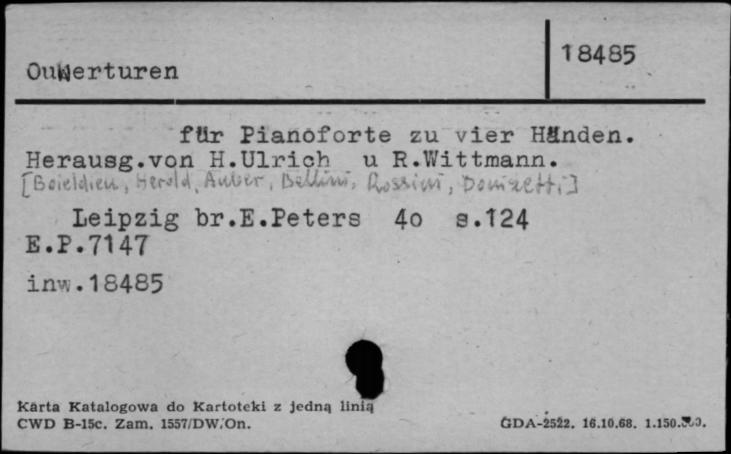 18485
Ouverturen
für Pianoforte zu vier Händen.
Herausg.von H.Ulrich u R.Wittmann.
[Boieldieu, Herold, Auber, Bellini, Rossini, Donizetti]
Leipzig br.E.Peters 4o s.124
E.P.7147
inw.18485
Karta Katalogowa do Kartoteki z jedną linią
CWD B-15c. Zam. 1557/DW.On.
GDA-2522. 16.10.68. 1.150.